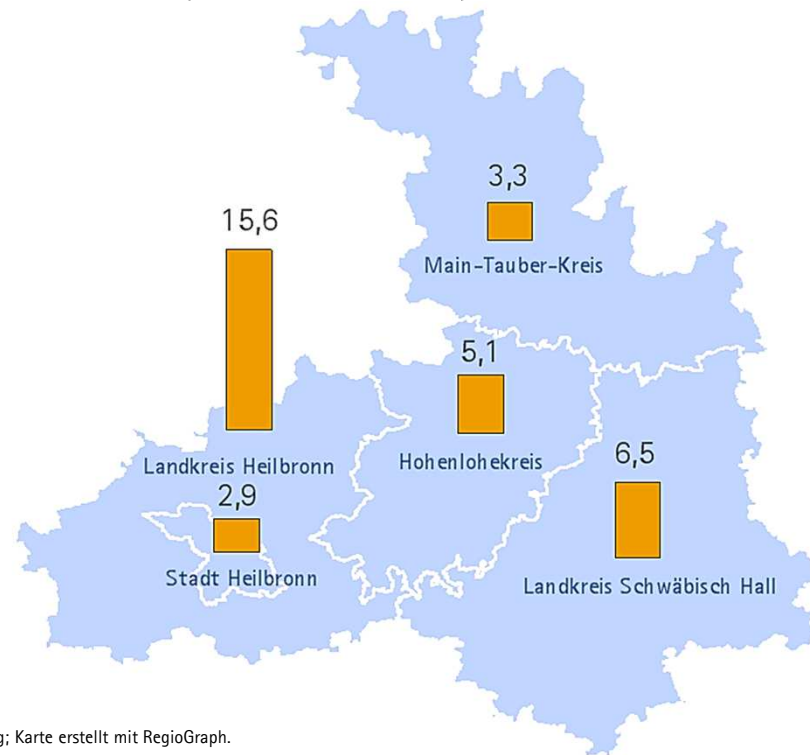 3,3
Main-Tauber-Kreis
15,6
Landkreis Heilbronn
5,1
Hohenlohekreis
6,5
Landkreis Schwäbisch Hall
2,9
Stadt Heilbronn
Karte erstellt mit RegioGraph.